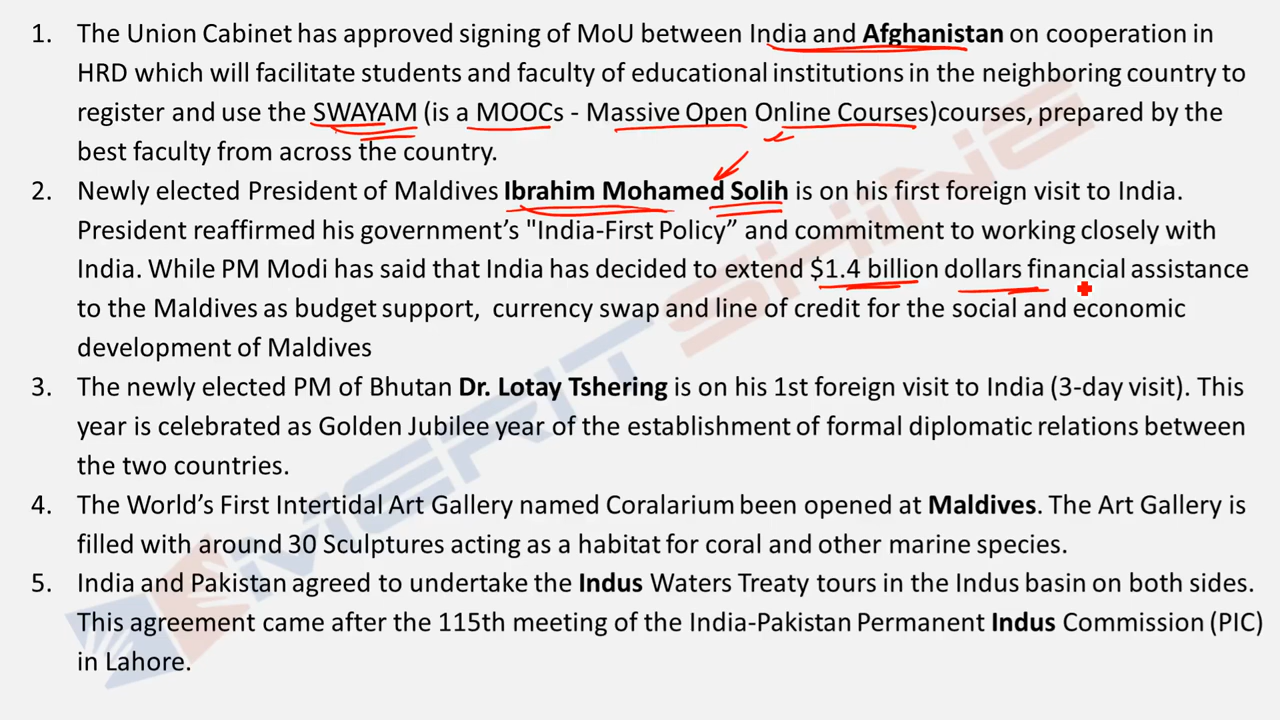 1. The Union Cabinet has approved signing of MoU between India and Afghanistan on cooperation in
HRD which will facilitate students and faculty of educational institutions in the neighboring country to
register and use the SWAYAM (is a MOOCs - Massive Open Online Courses)courses, prepared by the
best faculty from across the country.
2. Newly elected President of Maldives Ibrahim Mohamed Solih is on his first foreign visit to India.
President reaffirmed his government’s "India-First Policy” and commitment to working closely with
India. While PM Modi has said that India has decided to extend $1.4 billion dollars financial assistance
to the Maldives as budget support, currency swap and line of credit for the social and economic
development of Maldives
3. The newly elected PM of Bhutan Dr. Lotay Tshering is on his 1st foreign visit to India (3-day visit). This
year is celebrated as Golden Jubilee year of the establishment of formal diplomatic relations between
the two countries.
4. The World’s First Intertidal Art Gallery named Coralarium been opened at Maldives. The Art Gallery is
filled with around 30 Sculptures acting as a habitat for coral and other marine species.
5. India and Pakistan agreed to undertake the Indus Waters Treaty tours in the Indus basin on both sides.
This agreement came after the 115th meeting of the India-Pakistan Permanent Indus Commission (PIC)
in Lahore.
MERIT SHINE